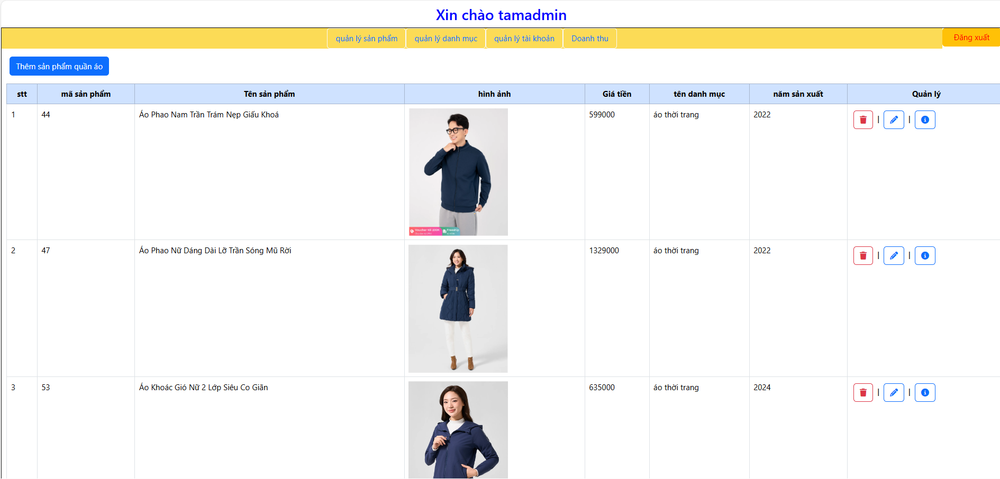 Xin chào tamadmin
quản lý sản phẩm quản lý danh mục quản lý tài khoản Doanh thu Đăng xuất
Thêm sản phẩm quần áo
stt mã sản phẩm Tên sản phẩm hình ảnh Giá tiền tên danh mục năm sản xuất Quản lý
1 44 Áo Phao Nam Trần Trám Nẹp Giấu Khoá 599000 áo thời trang 2022 | |
Voucher tới 200K Freeship
2 47 Áo Phao Nữ Dáng Dài Lỡ Trần Sóng Mũ Rời 1329000 áo thời trang 2022 | |
3 53 Áo Khoác Gió Nữ 2 Lớp Siêu Co Giãn 635000 áo thời trang 2024 | |